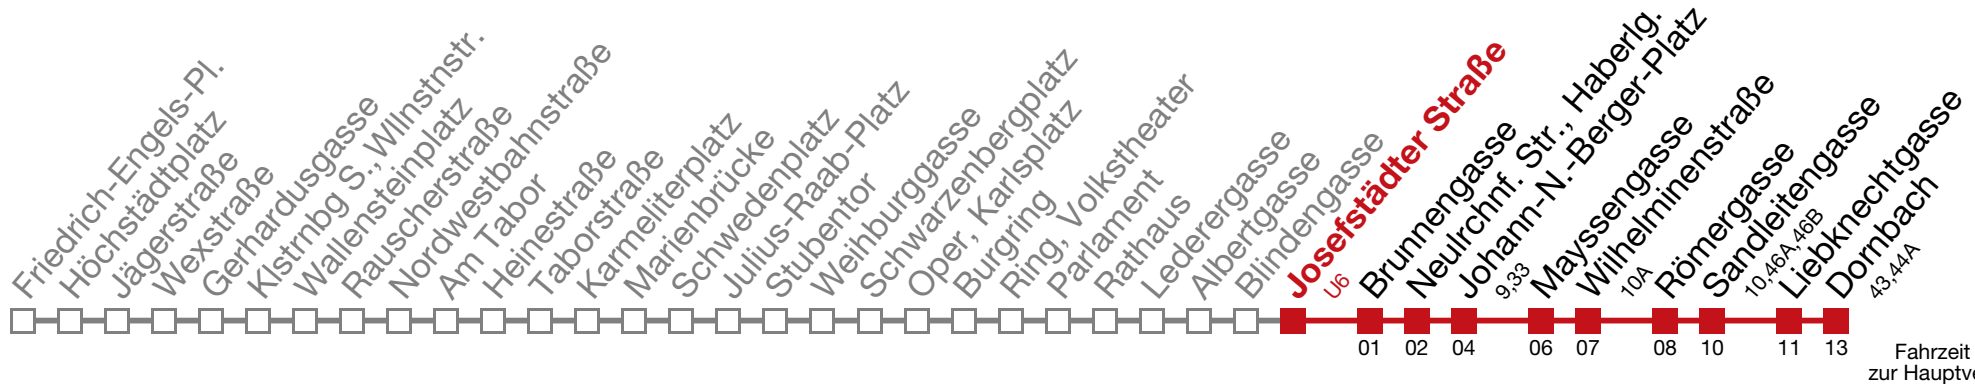 Friedrich-Engels-Pl.
Höchstädtplatz
Jägerstraße
Wexstraße
Gerhardusgasse
Klstrnbg S., Wllnstnstr.
Wallensteinplatz
Rauscherstraße
Nordwestbahnstraße
Am Tabor
Heinestraße
Taborstraße
Karmeliterplatz
Marienbrücke
Schwedenplatz
Julius-Raab-Platz
Stubentor
Weihburggasse
Schwarzenbergplatz
Oper, Karlsplatz
Burgring
Ring, Volkstheater
Parlament
Rathaus
Lederergasse
Albertgasse
Blindengasse
Josefstädter Straße
U6
Brunnengasse
Neulrchnf. Str., Haberlg.
Johann-N.-Berger-Platz
9,33
Mayssengasse
Wilhelminenstraße
10A
Römergasse
Sandleitengasse
10,46A,46B
Liebknechtgasse
Dornbach
43,44A
01 02 04 06 07 08 10 11 13
Fahrzeit
zur Hauptve